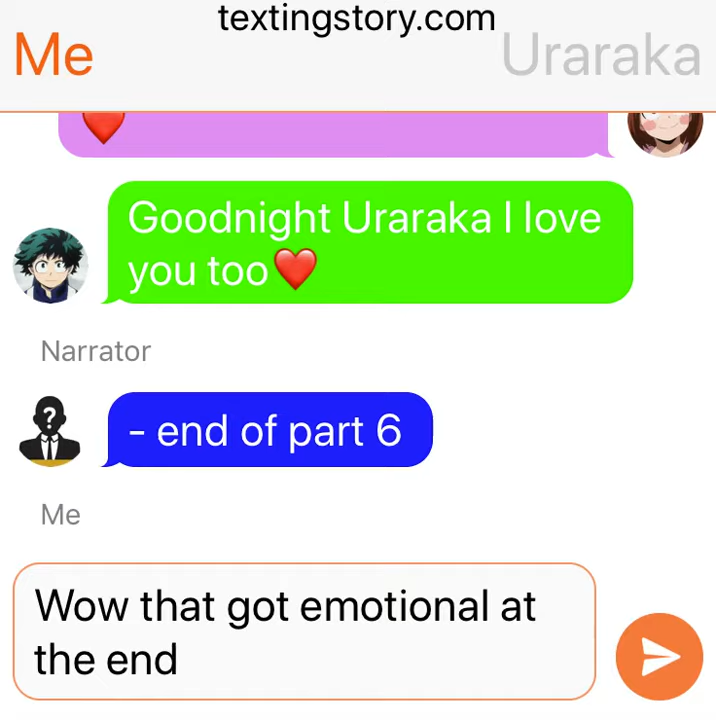 textingstory.com
Me
Uraraka
Goodnight Uraraka I love
you too❤️
Narrator
- end of part 6
Me
Wow that got emotional at
the end